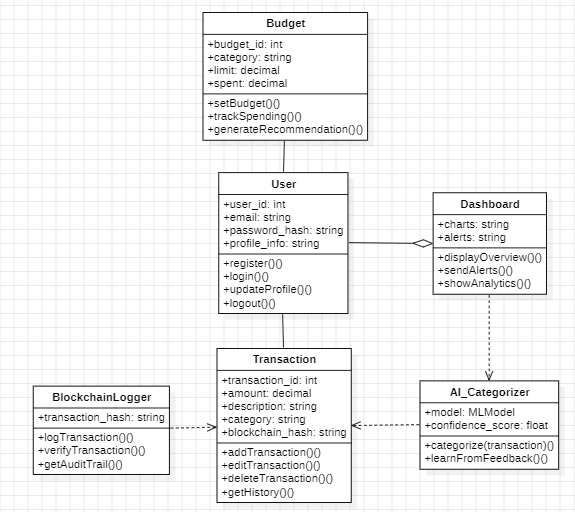 Budget
+budget_id: int
+category: string
+limit: decimal
+spent: decimal
+setBudget()()
+trackSpending()()
+generateRecommendation()()
User
+user_id: int
+email: string
+password_hash: string
+profile_info: string
+register()()
+login()()
+updateProfile()()
+logout()()
Dashboard
+charts: string
+alerts: string
+displayOverview()()
+sendAlerts()()
+showAnalytics()()
Transaction
+transaction_id: int
+amount: decimal
+description: string
+category: string
+blockchain_hash: string
+addTransaction()()
+editTransaction()()
+deleteTransaction()()
+getHistory()()
BlockchainLogger
+transaction_hash: string
+logTransaction()()
+verifyTransaction()()
+getAuditTrail()()
AI_Categorizer
+model: MLModel
+confidence_score: float
+categorize(transaction)()
+learnFromFeedback()()